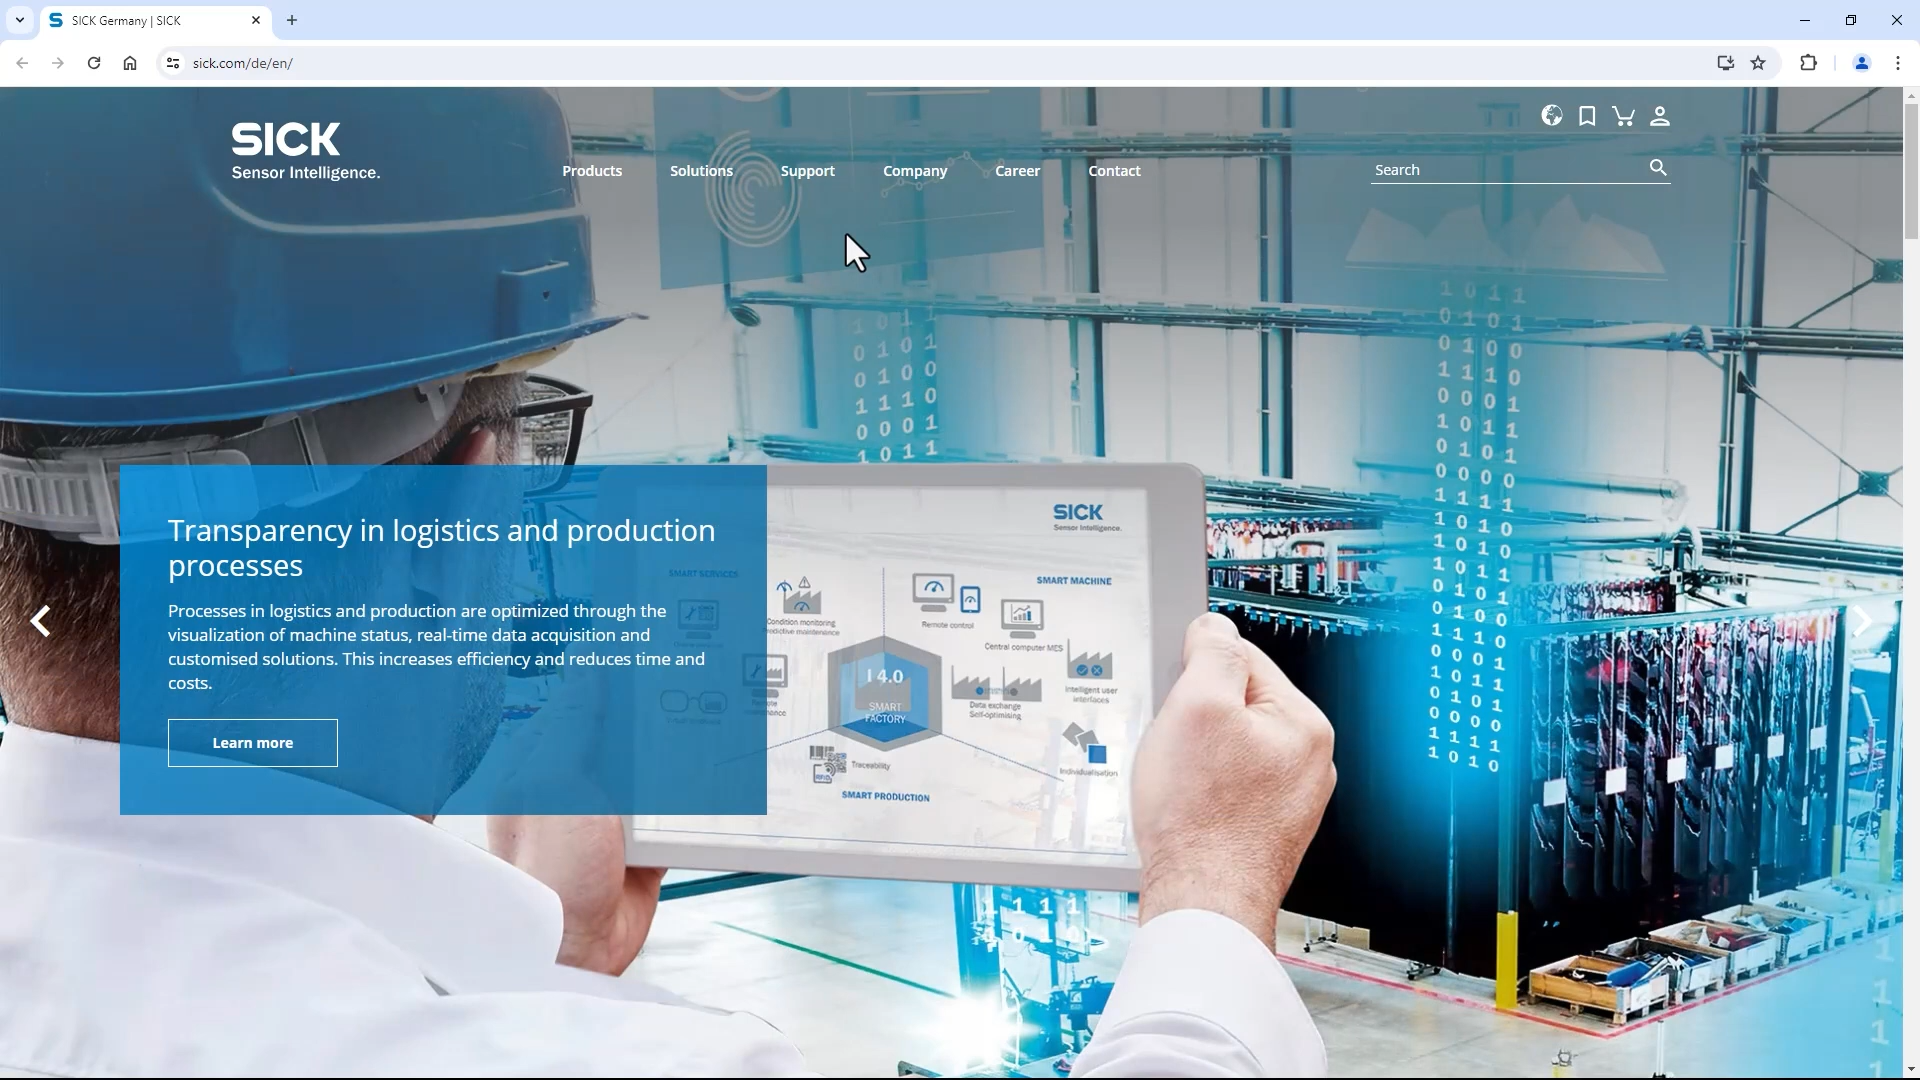 SICK Germany | SICK
sick.com/de/en/
SICK
Sensor Intelligence.
Products
Solutions
Support
Company
Career
Contact
Search
Transparency in logistics and production
processes
Processes in logistics and production are optimized through the
visualization of machine status, real-time data acquisition and
customised solutions. This increases efficiency and reduces time and
costs.
Learn more
SICK
Sensor Intelligence.
SMART SERVICES
SMART MACHINE
Condition monitoring
Predictive maintenance
Remote control
Central computer MES
I 4.0
SMART
FACTORY
Data exchange
Self-optimising
Intelligent user
interfaces
Traceability
RFID
Individualisation
SMART PRODUCTION